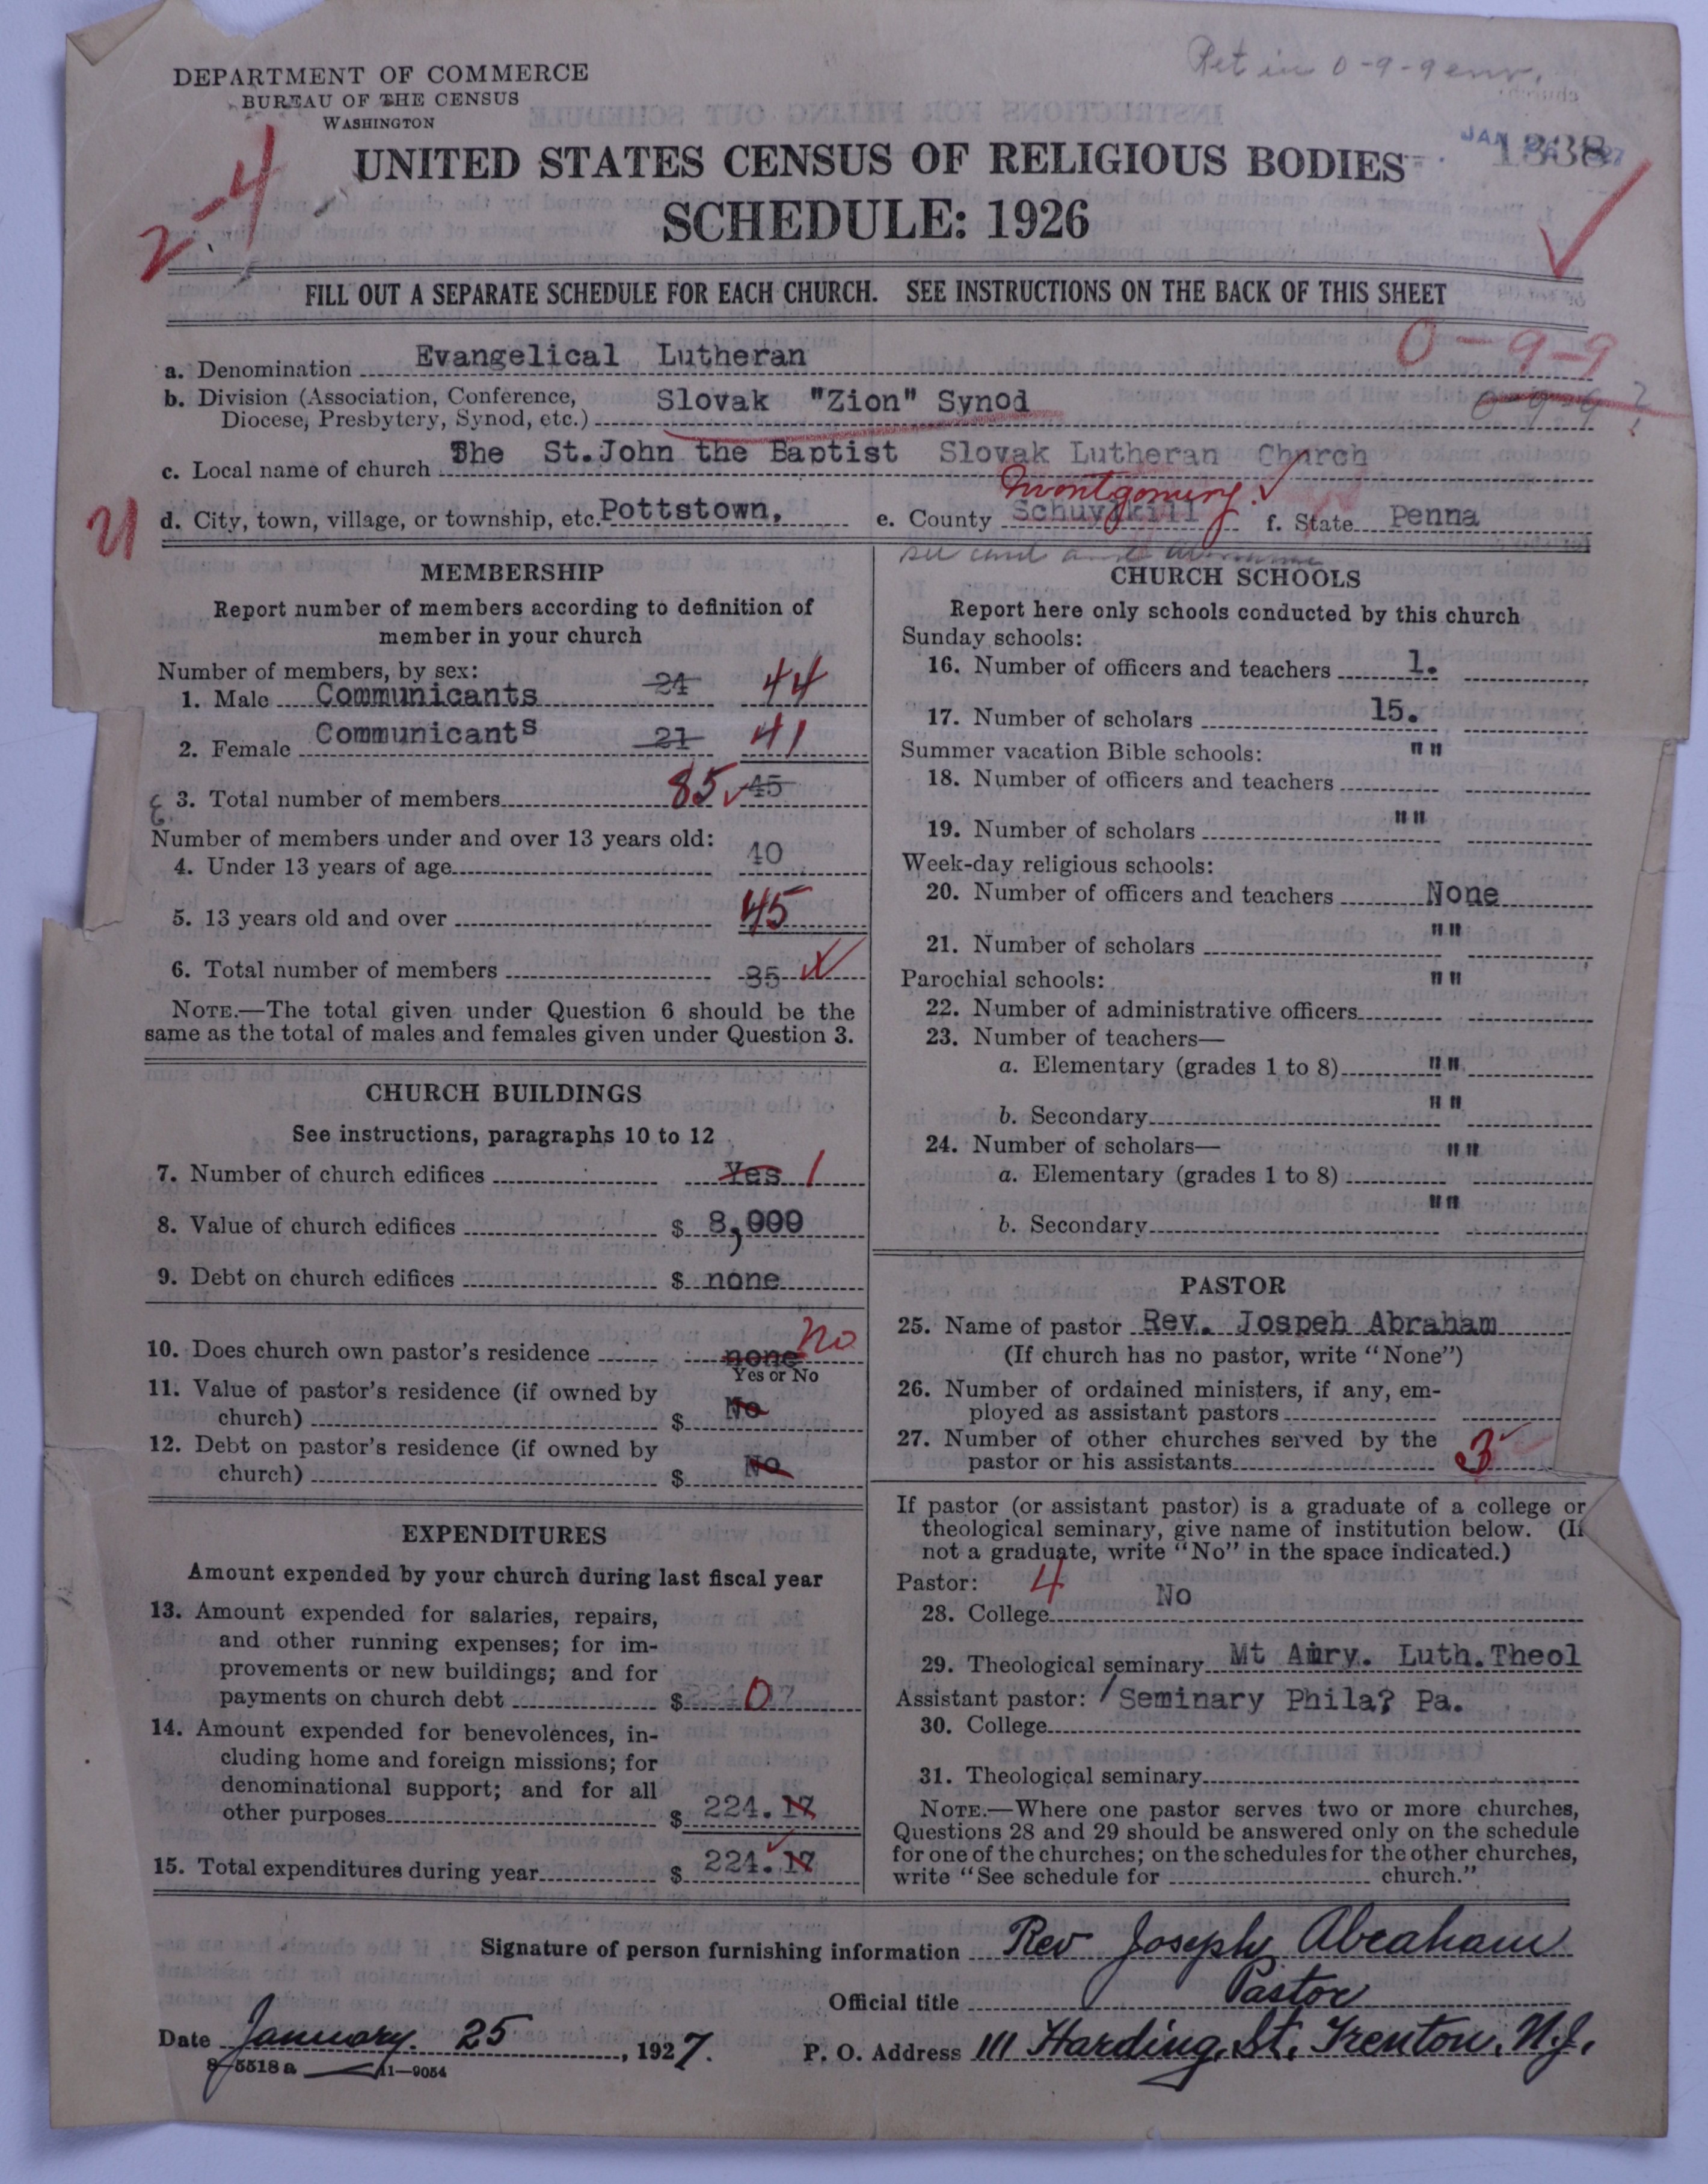 Ret in 0-9-9 env.
DEPARTMENT OF COMMERCE
BUREAU OF THE CENSUS
WASHINGTON
1338
2-4
UNITED STATES CENSUS OF RELIGIOUS BODIES
SCHEDULE: 1926
FILL OUT A SEPARATE SCHEDULE FOR EACH CHURCH. SEE INSTRUCTIONS ON THE BACK OF THIS SHEET
0-9-9
a. Denomination Evangelical Lutheran
b. Division (Association, Conference, Diocese, Presbytery, Synod, etc.) Slovak "Zion" Synod 0-9-9 ?
c. Local name of church The St.John the Baptist Slovak Lutheran Church
21
d. City, town, village, or township, etc. Pottstown, e. County Schuylkill Montgomery f. State Penna
MEMBERSHIP
Report number of members according to definition of
member in your church
Number of members, by sex:
1. Male Communicants 24 44
2. Female Communicants 21 41
3. Total number of members 85 45
Number of members under and over 13 years old:
4. Under 13 years of age 40
5. 13 years old and over 45
6. Total number of members 85
NOTE.—The total given under Question 6 should be the
same as the total of males and females given under Question 3.
CHURCH BUILDINGS
See instructions, paragraphs 10 to 12
7. Number of church edifices Yes 1
8. Value of church edifices $ 8,000
9. Debt on church edifices $ none
10. Does church own pastor's residence none no
Yes or No
11. Value of pastor's residence (if owned by
church) $ No
12. Debt on pastor's residence (if owned by
church) $ No
EXPENDITURES
Amount expended by your church during last fiscal year
13. Amount expended for salaries, repairs,
and other running expenses; for im-
provements or new buildings; and for
payments on church debt $ 0
14. Amount expended for benevolences, in-
cluding home and foreign missions; for
denominational support; and for all
other purposes $ 224.17
15. Total expenditures during year $ 224.17
CHURCH SCHOOLS
Report here only schools conducted by this church
Sunday schools:
16. Number of officers and teachers 1.
17. Number of scholars 15.
Summer vacation Bible schools: " "
18. Number of officers and teachers
19. Number of scholars " "
Week-day religious schools:
20. Number of officers and teachers None
21. Number of scholars " "
Parochial schools: " "
22. Number of administrative officers
23. Number of teachers—
a. Elementary (grades 1 to 8) " "
b. Secondary " "
24. Number of scholars— " "
a. Elementary (grades 1 to 8)
b. Secondary " "
PASTOR
25. Name of pastor Rev. Jospeh Abraham
(If church has no pastor, write "None")
26. Number of ordained ministers, if any, em-
ployed as assistant pastors
27. Number of other churches served by the
pastor or his assistants 3
If pastor (or assistant pastor) is a graduate of a college or
theological seminary, give name of institution below. (If
not a graduate, write "No" in the space indicated.)
Pastor: 4
28. College No
29. Theological seminary Mt Airy. Luth.Theol
Assistant pastor: / Seminary Phila? Pa.
30. College
31. Theological seminary
NOTE.—Where one pastor serves two or more churches,
Questions 28 and 29 should be answered only on the schedule
for one of the churches; on the schedules for the other churches,
write "See schedule for church."
Signature of person furnishing information Rev Joseph Abraham
Official title Pastor
Date January. 25, 1927. P. O. Address 111 Harding, St. Trenton, N.J.
8-5518a 11-9054